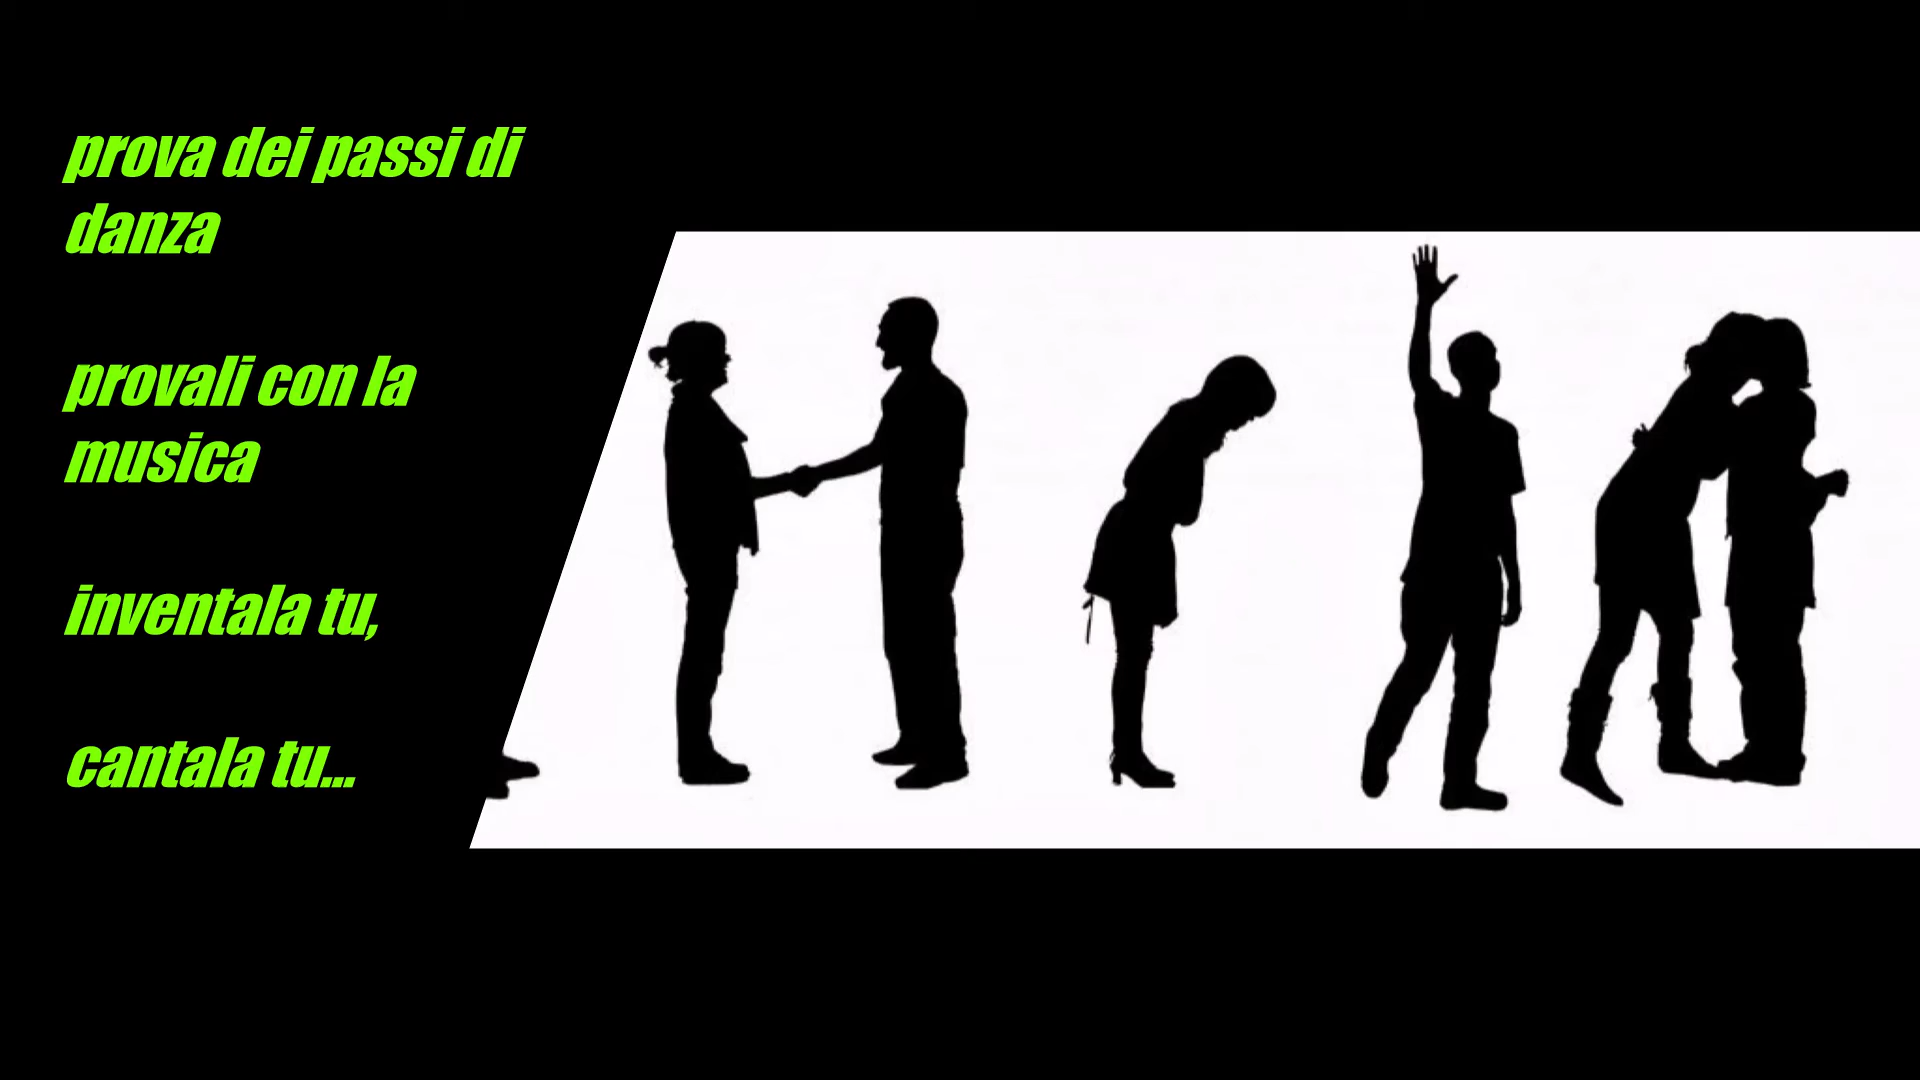 prova dei passi di
danza
provali con la
musica
inventala tu,
cantala tu...